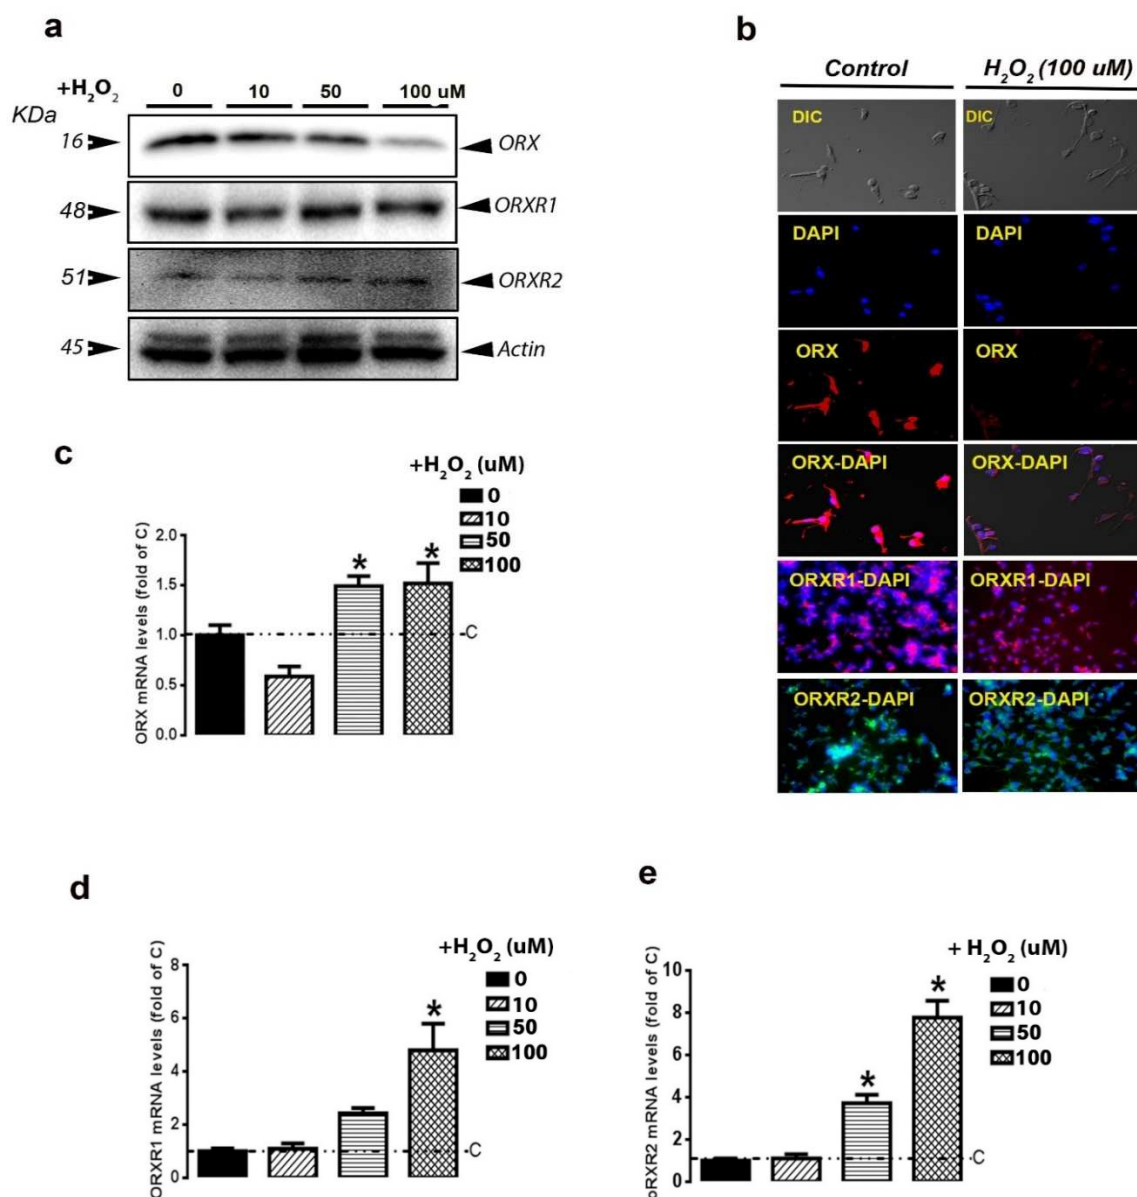 a
+H₂O₂ 0 10 50 100 uM
KDa
16 ORX
48 ORXR1
51 ORXR2
45 Actin
b
Control H₂O₂ (100 uM)
DIC DIC
DAPI DAPI
ORX ORX
ORX-DAPI ORX-DAPI
ORXR1-DAPI ORXR1-DAPI
ORXR2-DAPI ORXR2-DAPI
c
+H₂O₂ (uM)
0
10
50
100
ORX mRNA levels (fold of C)
2.0
1.5
1.0
0.5
0.0
* *
C
d
+H₂O₂ (uM)
0
10
50
100
ORXR1 mRNA levels (fold of C)
8
6
4
2
0
*
C
e
+ H₂O₂ (uM)
0
10
50
100
oRXR2 mRNA levels (fold of C)
10
8
6
4
2
0
* *
C